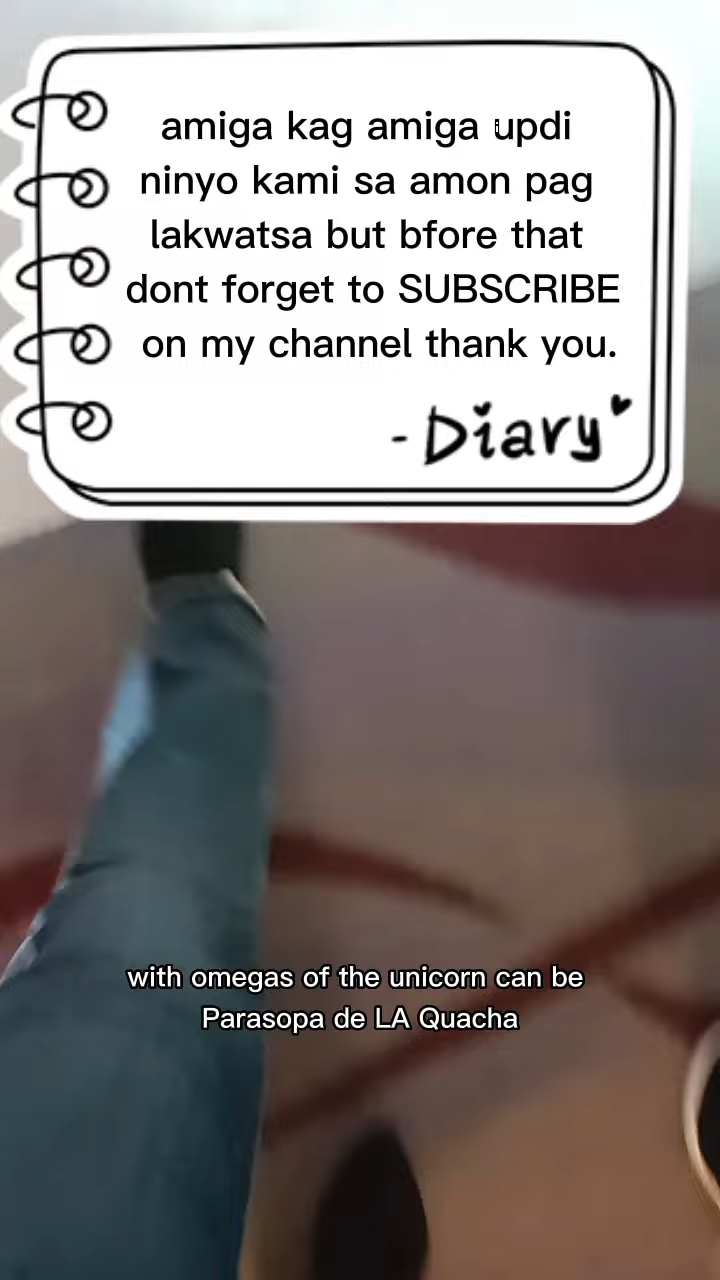 amiga kag amiga updi
ninyo kami sa amon pag
lakwatsa but bfore that
dont forget to SUBSCRIBE
on my channel thank you.
- Diary
with omegas of the unicorn can be
Parasopa de LA Quacha